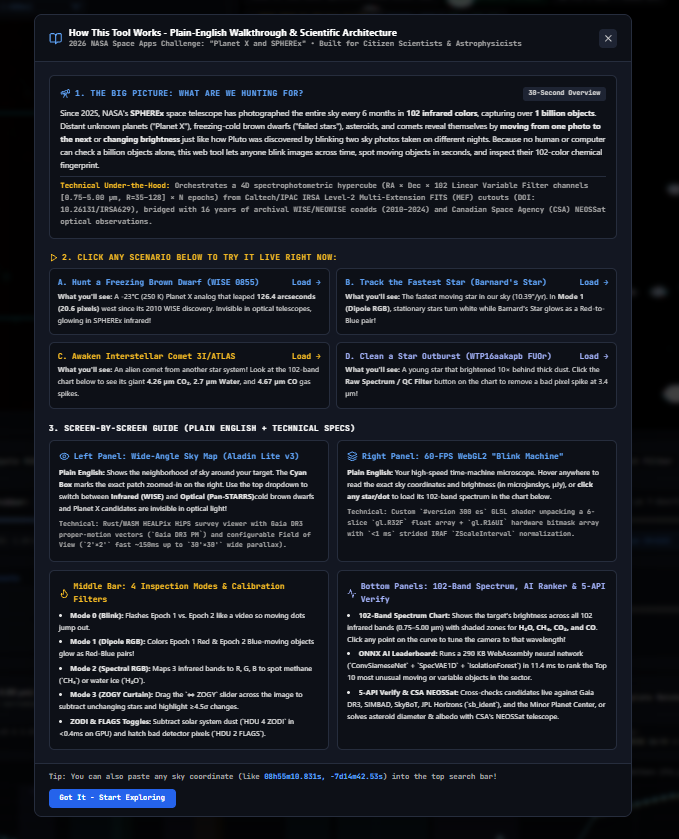 How This Tool Works - Plain-English Walkthrough & Scientific Architecture
2026 NASA Space Apps Challenge: "Planet X and SPHEREx" • Built for Citizen Scientists & Astrophysicists
1. THE BIG PICTURE: WHAT ARE WE HUNTING FOR?
30-Second Overview
Since 2025, NASA's SPHEREx space telescope has photographed the entire sky every 6 months in 102 infrared colors, capturing over 1 billion objects.
Distant unknown planets ("Planet X"), freezing-cold brown dwarfs ("failed stars"), asteroids, and comets reveal themselves by moving from one photo to
the next or changing brightness just like how Pluto was discovered by blinking two sky photos taken on different nights. Because no human or computer
can check a billion objects alone, this web tool lets anyone blink images across time, spot moving objects in seconds, and inspect their 102-color chemical
fingerprint.
Technical Under-the-Hood: Orchestrates a 4D spectrophotometric hypercube (RA × Dec × 102 Linear Variable Filter channels
[0.75-5.00 μm, R=35-128] × N epochs) from Caltech/IPAC IRSA Level-2 Multi-Extension FITS (MEF) cutouts (DOI:
10.26131/IRSA629), bridged with 16 years of archival WISE/NEOWISE coadds (2010-2024) and Canadian Space Agency (CSA) NEOSSat
optical observations.
2. CLICK ANY SCENARIO BELOW TO TRY IT LIVE RIGHT NOW:
A. Hunt a Freezing Brown Dwarf (WISE 0855)
Load →
What you'll see: A -23°C (250 K) Planet X analog that leaped 126.4 arcseconds
(20.6 pixels) west since its 2010 WISE discovery. Invisible in optical telescopes,
glowing in SPHEREx infrared!
B. Track the Fastest Star (Barnard's Star)
Load →
What you'll see: The fastest moving star in our sky (10.39"/yr). In Mode 1
(Dipole RGB), stationary stars turn white while Barnard's Star glows as a Red-to-
Blue pair!
C. Awaken Interstellar Comet 3I/ATLAS
Load →
What you'll see: An alien comet from another star system! Look at the 102-band
chart below to see its giant 4.26 μm CO₂, 2.7 μm Water, and 4.67 μm CO gas
spikes.
D. Clean a Star Outburst (WTP16aakapb FUOr)
Load →
What you'll see: A young star that brightened 10× behind thick dust. Click the
Raw Spectrum / QC Filter button on the chart to remove a bad pixel spike at 3.4
μm!
3. SCREEN-BY-SCREEN GUIDE (PLAIN ENGLISH + TECHNICAL SPECS)
Left Panel: Wide-Angle Sky Map (Aladin Lite v3)
Plain English: Shows the neighborhood of sky around your target. The Cyan
Box marks the exact patch zoomed-in on the right. Use the top dropdown to
switch between Infrared (WISE) and Optical (Pan-STARRS)cold brown dwarfs
and Planet X candidates are invisible in optical light!
Technical: Rust/WASM HEALPix HiPS survey viewer with Gaia DR3
proper-motion vectors (`Gaia DR3 PM`) and configurable Field of
View (`2'×2'` fast ~150ms up to `30'×30'` wide parallax).
Right Panel: 60-FPS WebGL2 "Blink Machine"
Plain English: Your high-speed time-machine microscope. Hover anywhere to
read the exact sky coordinates and brightness (in microjanskys, μJy), or click
any star/dot to load its 102-band spectrum in the chart below.
Technical: Custom `#version 300 es` GLSL shader unpacking a 6-
slice `gl.R32F` float array + `gl.R16UI` hardware bitmask array
with `<1 ms` strided IRAF `ZScaleInterval` normalization.
Middle Bar: 4 Inspection Modes & Calibration
Filters
• Mode 0 (Blink): Flashes Epoch 1 vs. Epoch 2 like a video so moving dots
jump out.
• Mode 1 (Dipole RGB): Colors Epoch 1 Red & Epoch 2 Blue-moving objects
glow as Red-Blue pairs!
• Mode 2 (Spectral RGB): Maps 3 infrared bands to R, G, B to spot methane
(`CH₄`) or water ice (`H₂O`).
• Mode 3 (ZOGY Curtain): Drag the `⇔ ZOGY` slider across the image to
subtract unchanging stars and highlight ≥4.5σ changes.
• ZODI & FLAGS Toggles: Subtract solar system dust (`HDU 4 ZODI` in
<0.4ms on GPU) and hatch bad detector pixels (`HDU 2 FLAGS`).
Bottom Panels: 102-Band Spectrum, AI Ranker & 5-API
Verify
• 102-Band Spectrum Chart: Shows the target's brightness across all 102
infrared bands (0.75-5.00 μm) with shaded zones for H₂O, CH₄, CO₂, and CO.
Click any point on the curve to tune the camera to that wavelength!
• ONNX AI Leaderboard: Runs a 290 KB WebAssembly neural network
(`ConvSiameseNet` + `SpecVAE1D` + `IsolationForest`) in 11.4 ms to rank the Top
10 most unusual moving or variable objects in the sector.
• 5-API Verify & CSA NEOSSat: Cross-checks candidates live against Gaia
DR3, SIMBAD, SkyBoT, JPL Horizons (`sb_ident`), and the Minor Planet Center, or
solves asteroid diameter & albedo with CSA's NEOSSat telescope.
Tip: You can also paste any sky coordinate (like 08h55m10.831s, -7d14m42.53s) into the top search bar!
Got It - Start Exploring